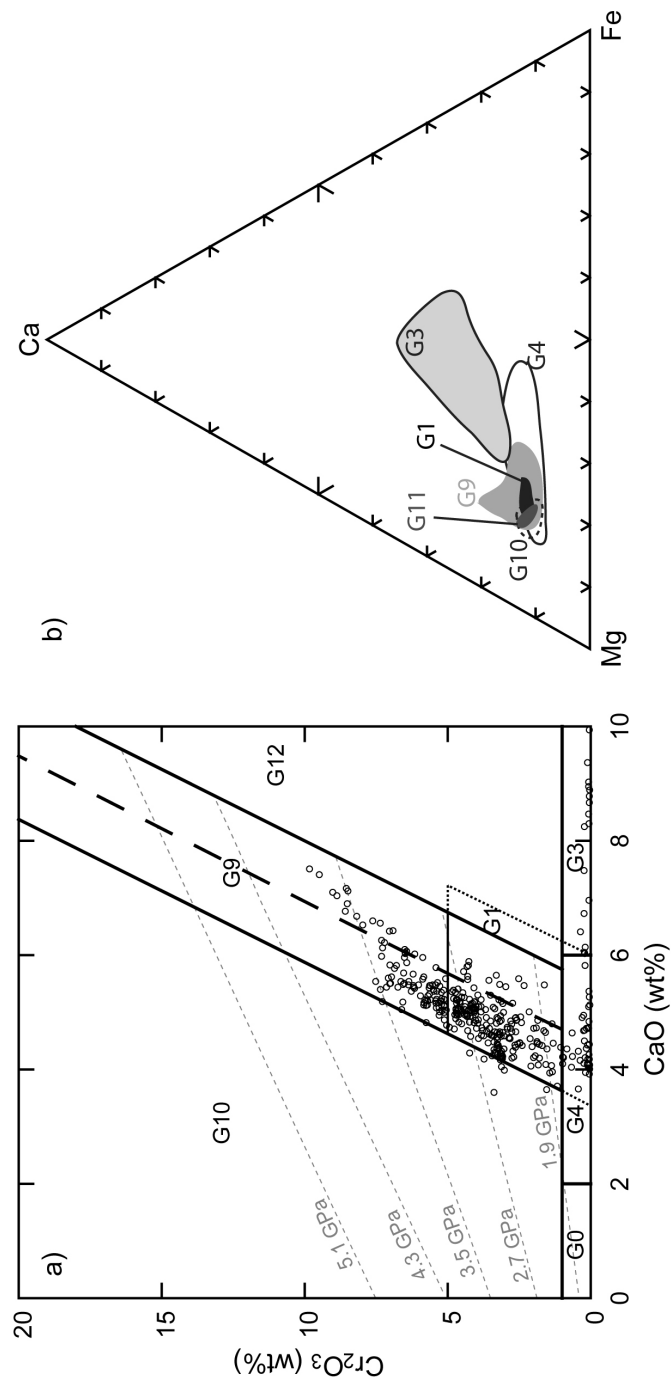 a)
Cr₂O₃ (wt%)
20
15
10
5
0
0
2
4
6
8
10
CaO (wt%)
G10
G9
G12
G1
G0
G4
G3
5.1 GPa
4.3 GPa
3.5 GPa
2.7 GPa
1.9 GPa
b)
Ca
Mg
Fe
G10
G11
G9
G1
G3
G4